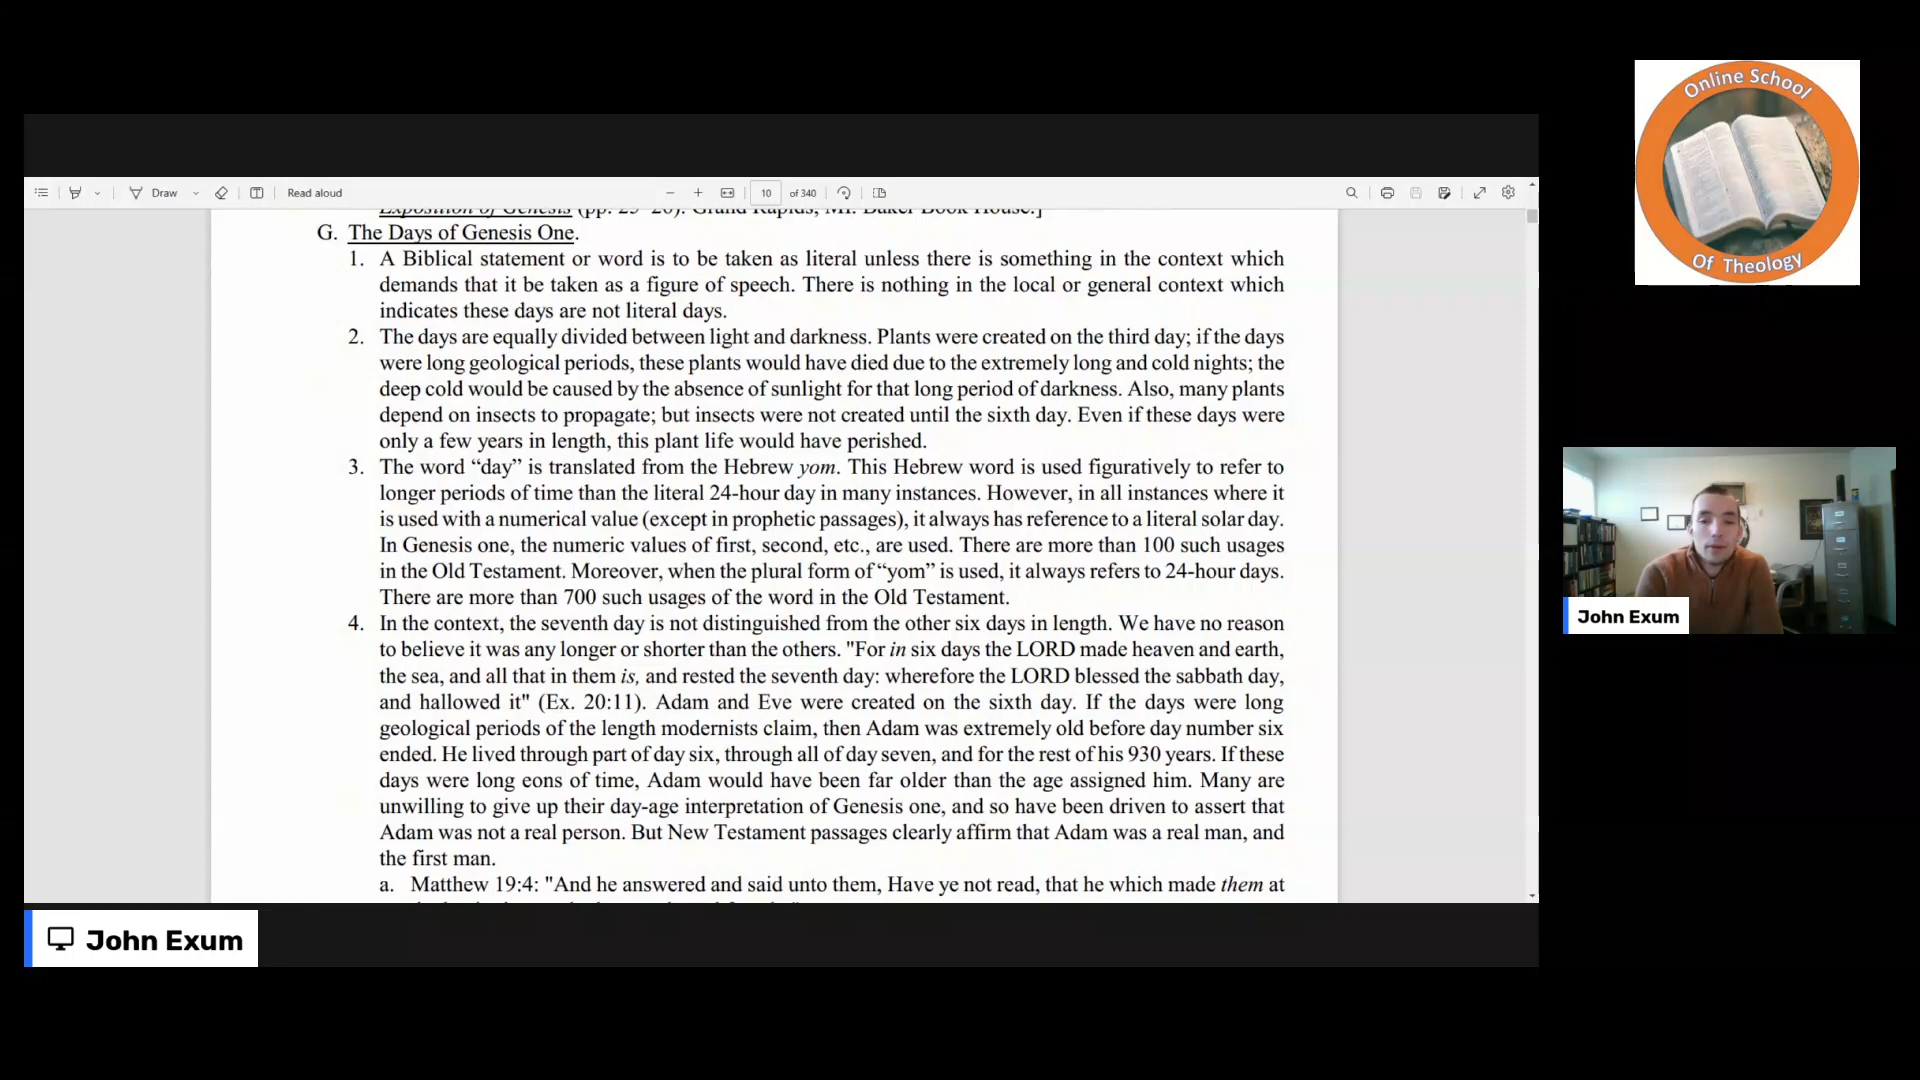 Online School
Of Theology
Draw
Read aloud
10
of 340
Exposition of Genesis (pp. 25-26). Grand Rapids, MI: Baker Book House.]
G. The Days of Genesis One.
1. A Biblical statement or word is to be taken as literal unless there is something in the context which
demands that it be taken as a figure of speech. There is nothing in the local or general context which
indicates these days are not literal days.
2. The days are equally divided between light and darkness. Plants were created on the third day; if the days
were long geological periods, these plants would have died due to the extremely long and cold nights; the
deep cold would be caused by the absence of sunlight for that long period of darkness. Also, many plants
depend on insects to propagate; but insects were not created until the sixth day. Even if these days were
only a few years in length, this plant life would have perished.
3. The word “day” is translated from the Hebrew yom. This Hebrew word is used figuratively to refer to
longer periods of time than the literal 24-hour day in many instances. However, in all instances where it
is used with a numerical value (except in prophetic passages), it always has reference to a literal solar day.
In Genesis one, the numeric values of first, second, etc., are used. There are more than 100 such usages
in the Old Testament. Moreover, when the plural form of “yom” is used, it always refers to 24-hour days.
There are more than 700 such usages of the word in the Old Testament.
4. In the context, the seventh day is not distinguished from the other six days in length. We have no reason
to believe it was any longer or shorter than the others. "For in six days the LORD made heaven and earth,
the sea, and all that in them is, and rested the seventh day: wherefore the LORD blessed the sabbath day,
and hallowed it" (Ex. 20:11). Adam and Eve were created on the sixth day. If the days were long
geological periods of the length modernists claim, then Adam was extremely old before day number six
ended. He lived through part of day six, through all of day seven, and for the rest of his 930 years. If these
days were long eons of time, Adam would have been far older than the age assigned him. Many are
unwilling to give up their day-age interpretation of Genesis one, and so have been driven to assert that
Adam was not a real person. But New Testament passages clearly affirm that Adam was a real man, and
the first man.
a. Matthew 19:4: "And he answered and said unto them, Have ye not read, that he which made them at
John Exum
John Exum